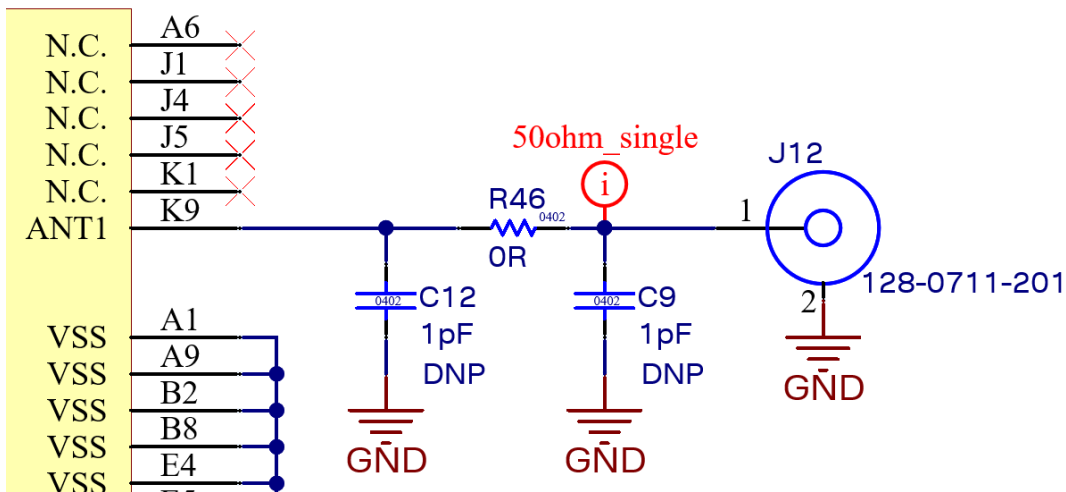 N.C. A6
N.C. J1
N.C. J4
N.C. J5
N.C. K1
ANT1 K9
50ohm_single
i
R46
0402
0R
J12
1
128-0711-201
2
GND
0402 C12
1pF
DNP
GND
0402 C9
1pF
DNP
GND
VSS A1
VSS A9
VSS B2
VSS B8
VSS E4